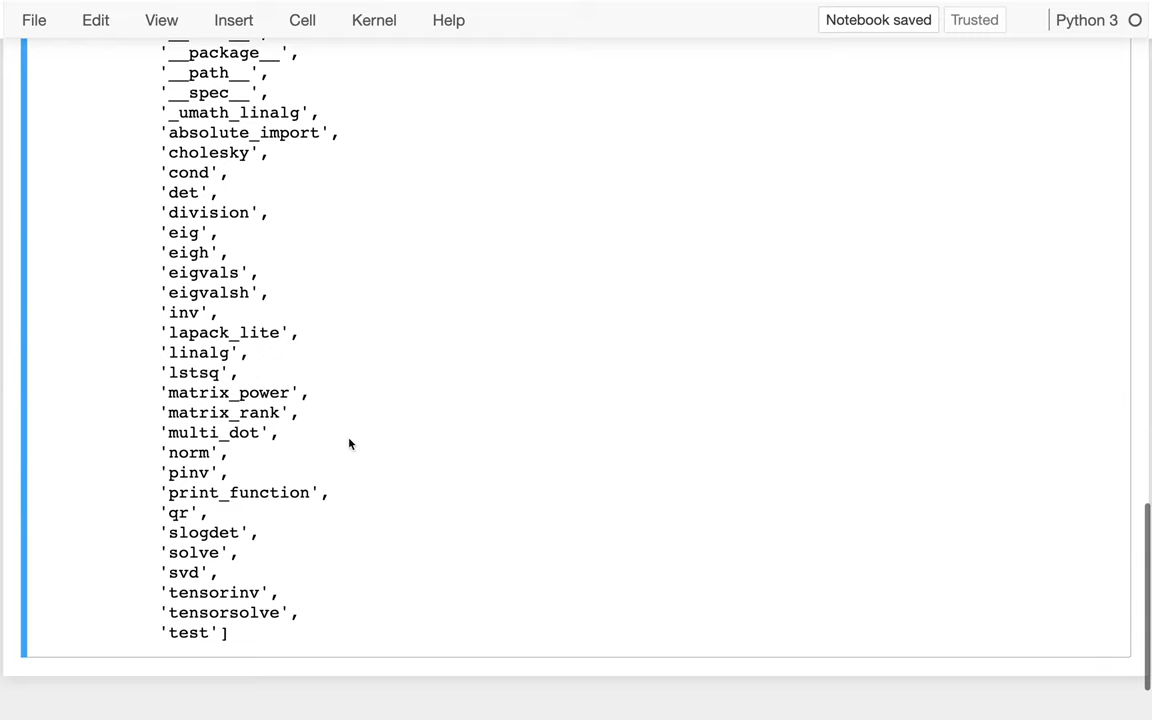 File Edit View Insert Cell Kernel Help Notebook saved Trusted Python 3
'__package__',
'__path__',
'__spec__',
'_umath_linalg',
'absolute_import',
'cholesky',
'cond',
'det',
'division',
'eig',
'eigh',
'eigvals',
'eigvalsh',
'inv',
'lapack_lite',
'linalg',
'lstsq',
'matrix_power',
'matrix_rank',
'multi_dot',
'norm',
'pinv',
'print_function',
'qr',
'slogdet',
'solve',
'svd',
'tensorinv',
'tensorsolve',
'test']